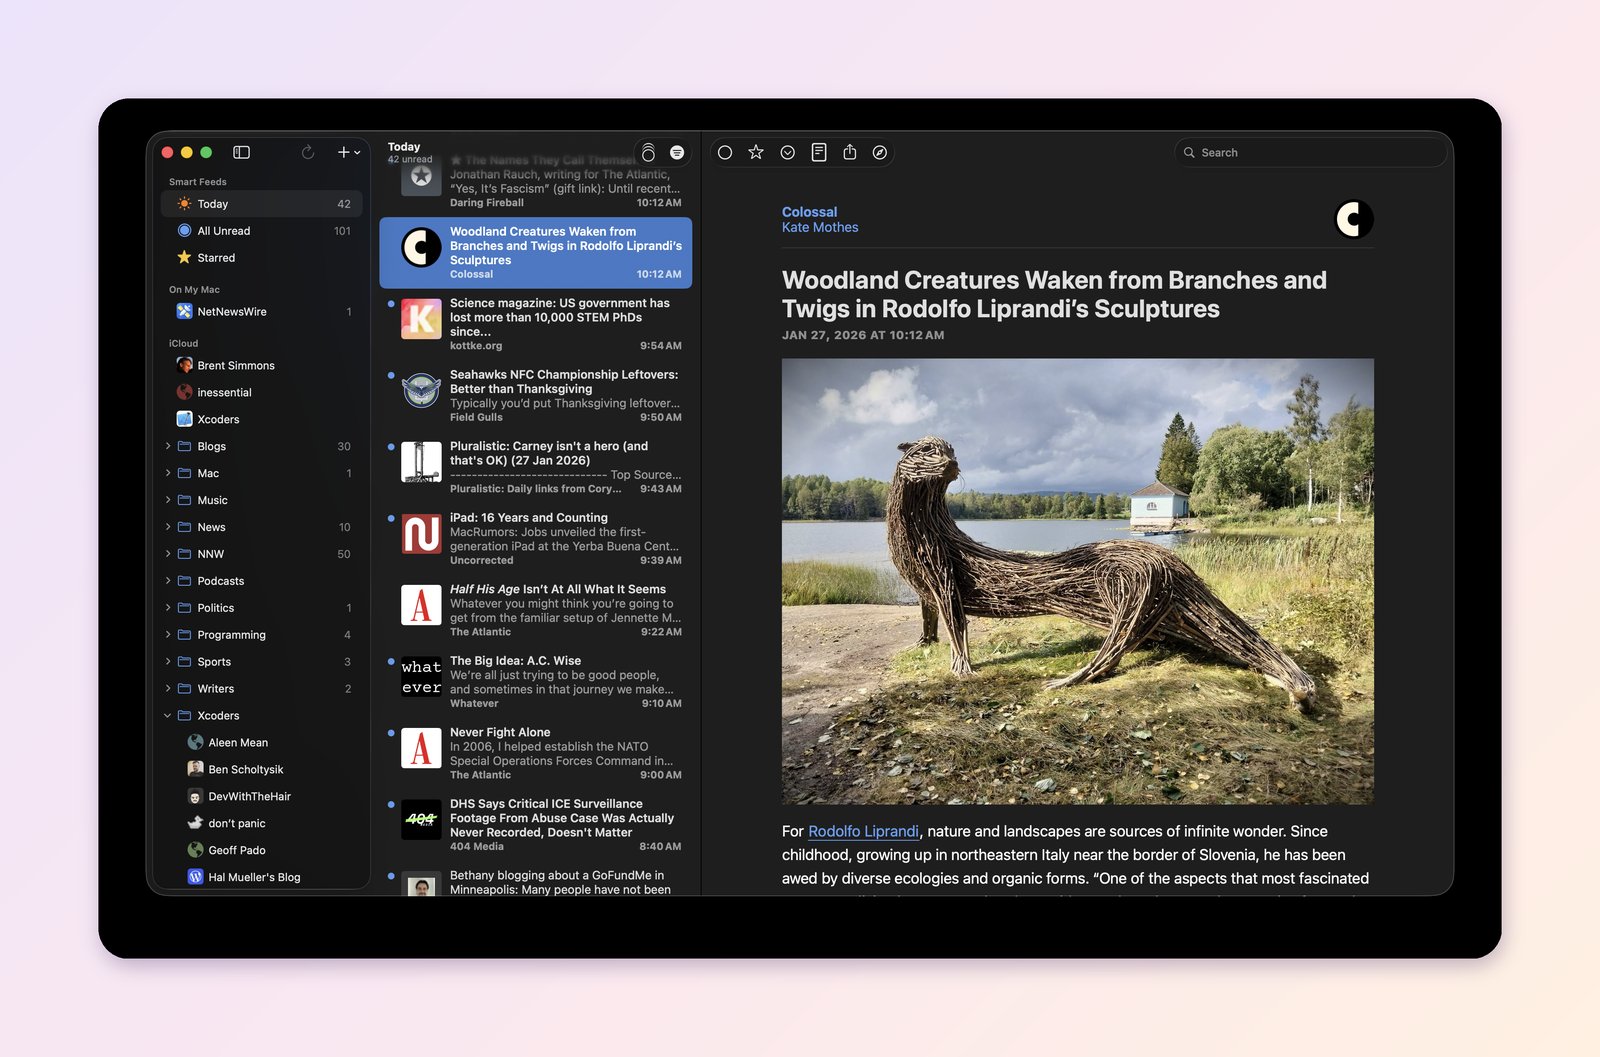 Smart Feeds
Today 42
All Unread 101
Starred
On My Mac
NetNewsWire 1
iCloud
Brent Simmons
inessential
Xcoders
Blogs 30
Mac 1
Music
News 10
NNW 50
Podcasts
Politics 1
Programming 4
Sports 3
Writers 2
Xcoders
Aleen Mean
Ben Scholtysik
DevWithTheHair
don’t panic
Geoff Pado
Hal Mueller's Blog
Today
42 unread
★ The Names They Call Themsel
Jonathan Rauch, writing for The Atlantic,
“Yes, It’s Fascism” (gift link): Until recent...
Daring Fireball 10:12 AM
Woodland Creatures Waken from
Branches and Twigs in Rodolfo Liprandi’s
Sculptures
Colossal 10:12 AM
K
Science magazine: US government has
lost more than 10,000 STEM PhDs
since...
kottke.org 9:54 AM
Seahawks NFC Championship Leftovers:
Better than Thanksgiving
Typically you’d put Thanksgiving leftover...
Field Gulls 9:50 AM
Pluralistic: Carney isn't a hero (and
that's OK) (27 Jan 2026)
---------------------------- Top Source...
Pluralistic: Daily links from Cory... 9:43 AM
iPad: 16 Years and Counting
MacRumors: Jobs unveiled the first-
generation iPad at the Yerba Buena Cent...
Uncorrected 9:39 AM
A
Half His Age Isn’t At All What It Seems
Whatever you might think you’re going to
get from the familiar setup of Jennette M...
The Atlantic 9:22 AM
what
ever
The Big Idea: A.C. Wise
We’re all just trying to be good people,
and sometimes in that journey we make...
Whatever 9:10 AM
A
Never Fight Alone
In 2006, I helped establish the NATO
Special Operations Forces Command in...
The Atlantic 9:00 AM
404
DHS Says Critical ICE Surveillance
Footage From Abuse Case Was Actually
Never Recorded, Doesn't Matter
404 Media 8:40 AM
Bethany blogging about a GoFundMe in
Minneapolis: Many people have not been
Search
Colossal
Kate Mothes
Woodland Creatures Waken from Branches and
Twigs in Rodolfo Liprandi’s Sculptures
JAN 27, 2026 AT 10:12 AM
For Rodolfo Liprandi, nature and landscapes are sources of infinite wonder. Since
childhood, growing up in northeastern Italy near the border of Slovenia, he has been
awed by diverse ecologies and organic forms. “One of the aspects that most fascinated